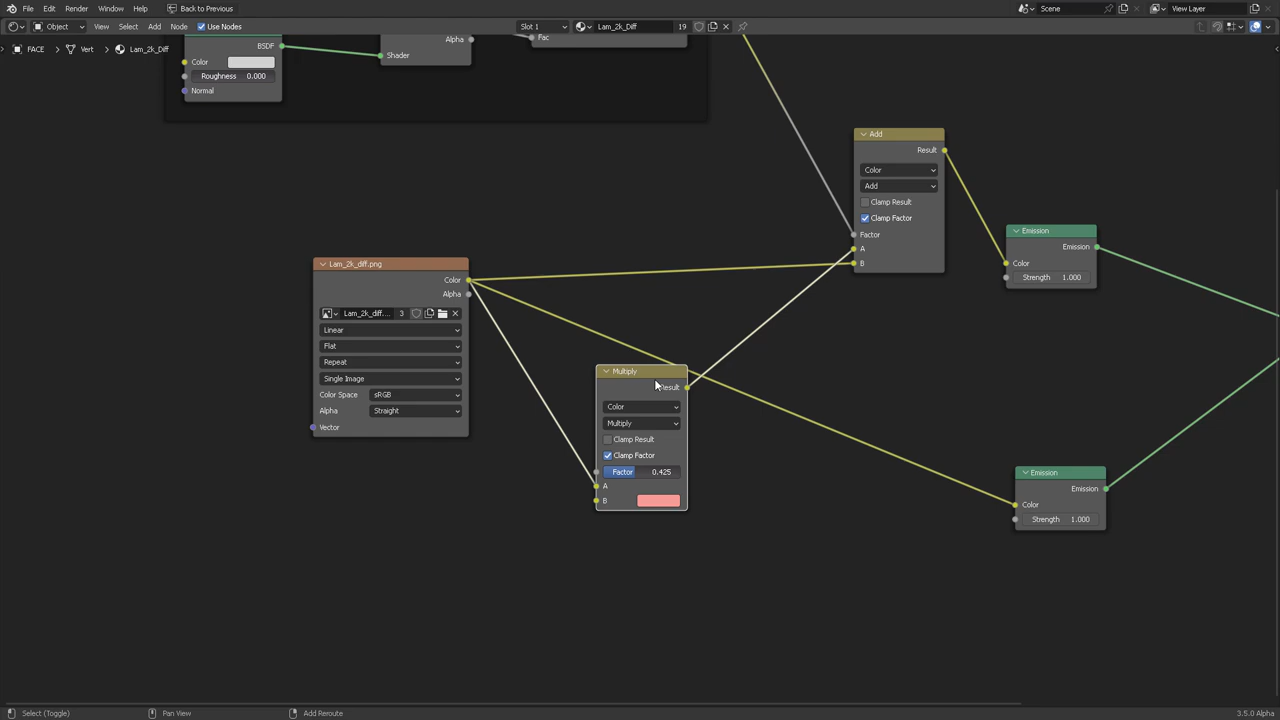 File Edit Render Window Help Back to Previous Scene View Layer
Object View Select Add Node Use Nodes Slot 1 Lam_2k_Diff 19
FACE Vert Lam_2k_Diff
BSDF
Color
Roughness 0.000
Normal
Alpha
Shader
Fac
Add
Result
Color
Add
Clamp Result
Clamp Factor
Factor
A
B
Emission
Emission
Color
Strength 1.000
Lam_2k_diff.png
Color
Alpha
Lam_2k_diff.... 3
Linear
Flat
Repeat
Single Image
Color Space sRGB
Alpha Straight
Vector
Multiply
Result
Color
Multiply
Clamp Result
Clamp Factor
Factor 0.425
A
B
Emission
Emission
Color
Strength 1.000
Select (Toggle) Pan View Add Reroute 3.5.0 Alpha